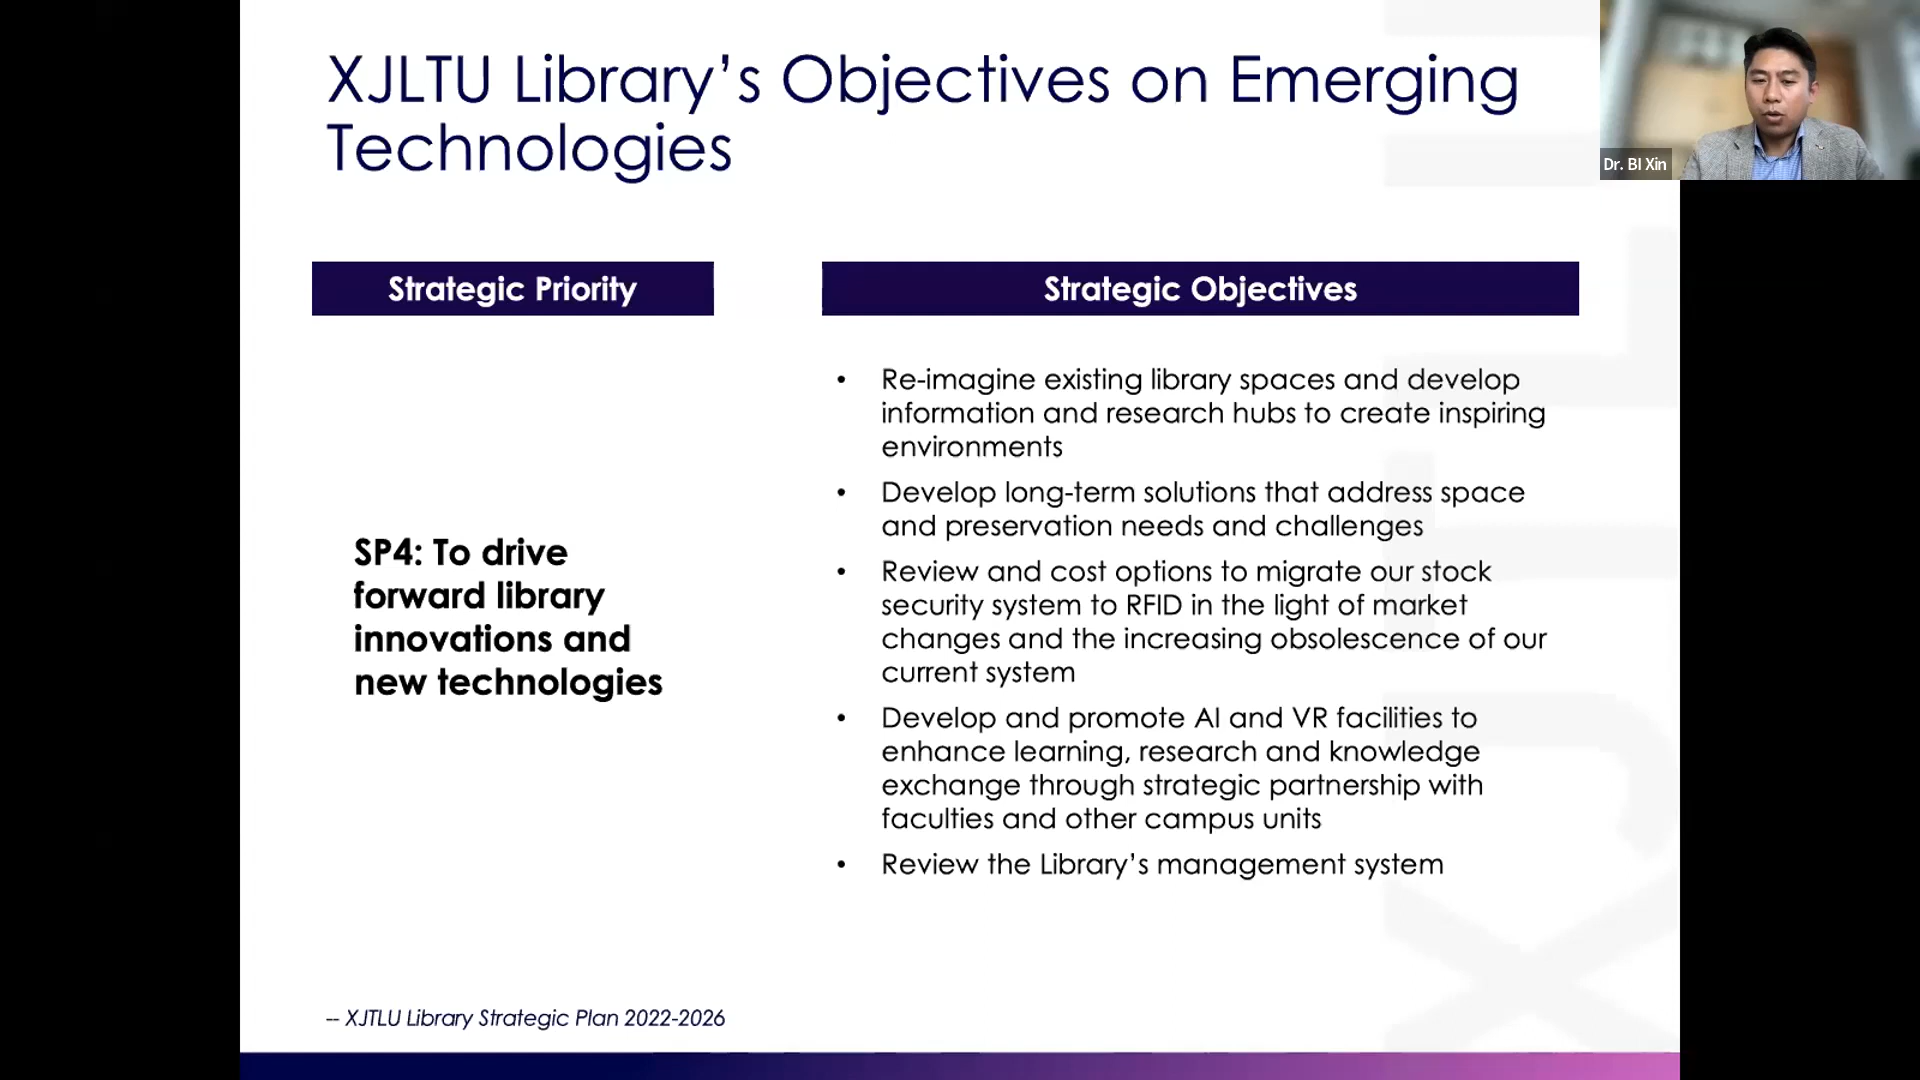 XJLTU Library’s Objectives on Emerging
Technologies
Dr. BI Xin
Strategic Priority
Strategic Objectives
SP4: To drive
forward library
innovations and
new technologies
• Re-imagine existing library spaces and develop
information and research hubs to create inspiring
environments
• Develop long-term solutions that address space
and preservation needs and challenges
• Review and cost options to migrate our stock
security system to RFID in the light of market
changes and the increasing obsolescence of our
current system
• Develop and promote AI and VR facilities to
enhance learning, research and knowledge
exchange through strategic partnership with
faculties and other campus units
• Review the Library’s management system
-- XJTLU Library Strategic Plan 2022-2026
XJTLU